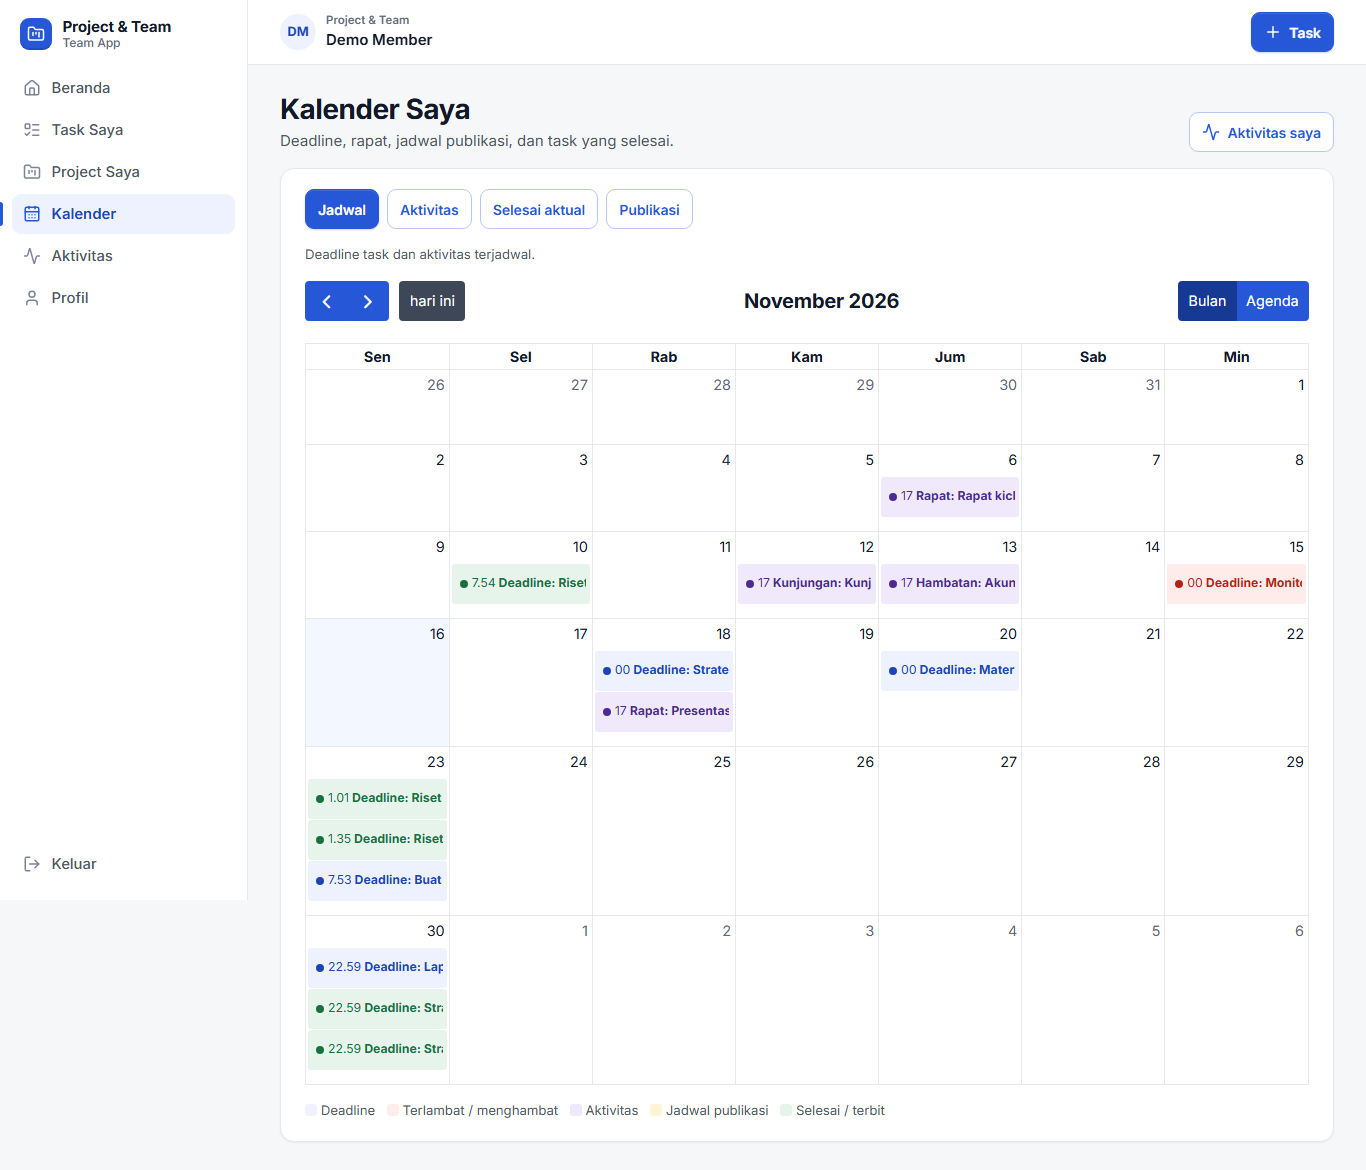 Project & Team
Team App
Beranda
Task Saya
Project Saya
Kalender
Aktivitas
Profil
Keluar
DM
Project & Team
Demo Member
Task
Kalender Saya
Deadline, rapat, jadwal publikasi, dan task yang selesai.
Aktivitas saya
Jadwal Aktivitas Selesai aktual Publikasi
Deadline task dan aktivitas terjadwal.
hari ini
November 2026
Bulan Agenda
Sen Sel Rab Kam Jum Sab Min
26 27 28 29 30 31 1
2 3 4 5 6 7 8
17 Rapat: Rapat kicl
9 10 11 12 13 14 15
7.54 Deadline: Riset 17 Kunjungan: Kunj 17 Hambatan: Akun 00 Deadline: Monito
16 17 18 19 20 21 22
00 Deadline: Strate 00 Deadline: Mater
17 Rapat: Presentas
23 24 25 26 27 28 29
1.01 Deadline: Riset
1.35 Deadline: Riset
7.53 Deadline: Buat
30 1 2 3 4 5 6
22.59 Deadline: Lap
22.59 Deadline: Stra
22.59 Deadline: Stra
Deadline Terlambat / menghambat Aktivitas Jadwal publikasi Selesai / terbit